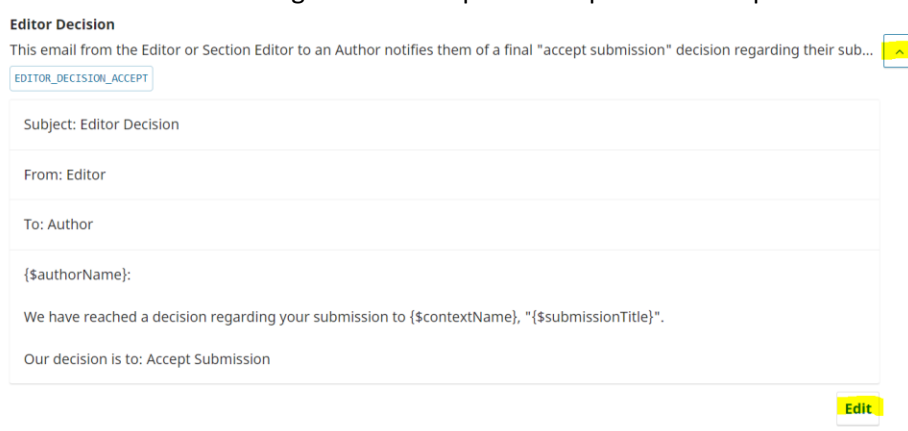 Editor Decision
This email from the Editor or Section Editor to an Author notifies them of a final "accept submission" decision regarding their sub...
EDITOR_DECISION_ACCEPT
Subject: Editor Decision
From: Editor
To: Author
{$authorName}:
We have reached a decision regarding your submission to {$contextName}, "{$submissionTitle}".
Our decision is to: Accept Submission
Edit